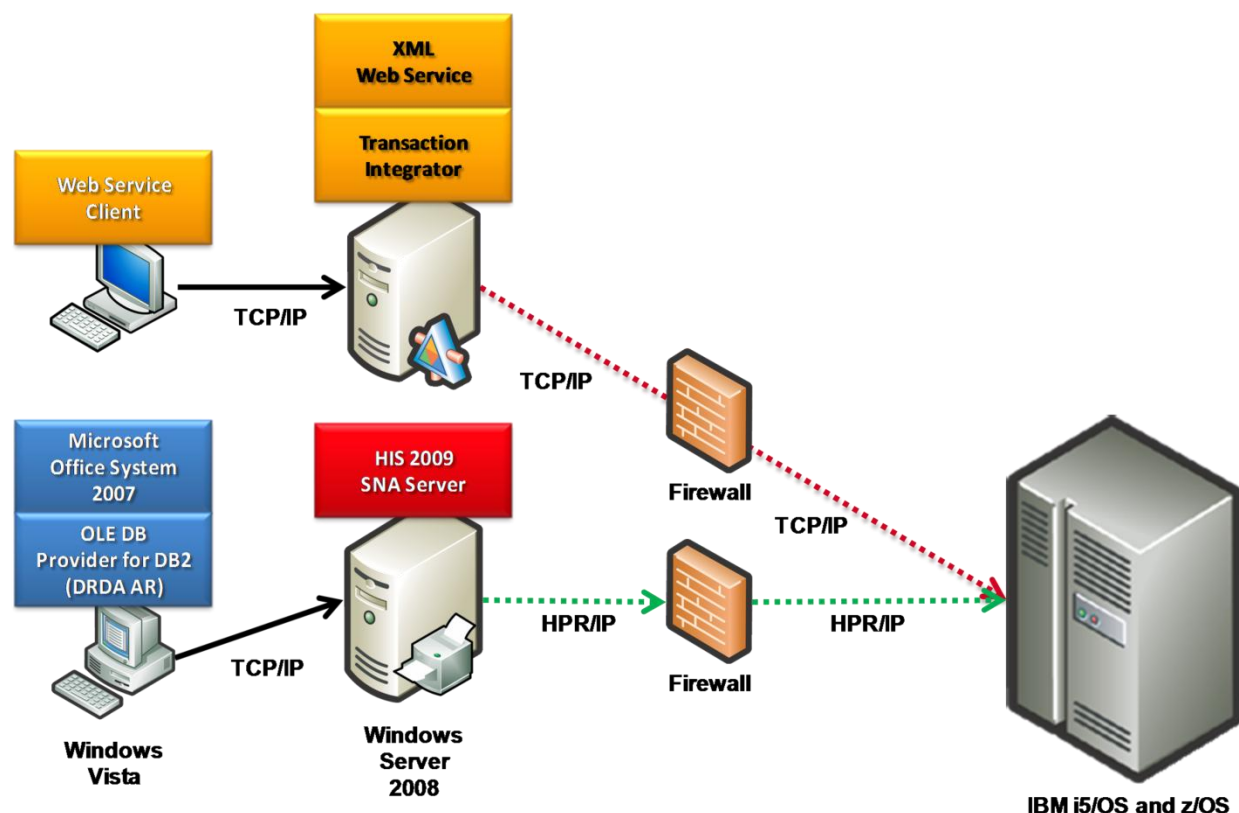 XML
Web Service
Transaction
Integrator
Web Service
Client
TCP/IP
TCP/IP
Firewall
TCP/IP
Microsoft
Office System
2007
OLE DB
Provider for DB2
(DRDA AR)
HIS 2009
SNA Server
TCP/IP
HPR/IP
HPR/IP
Firewall
Windows
Vista
Windows
Server
2008
IBM i5/OS and z/OS